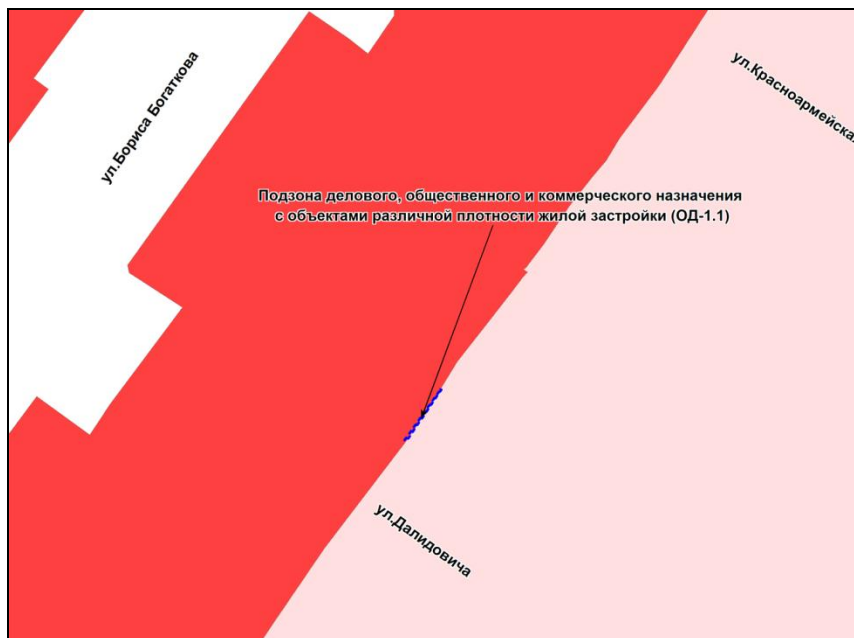 ул.Бориса Богаткова
ул.Красноармейская
Подзона делового, общественного и коммерческого назначения
с объектами различной плотности жилой застройки (ОД-1.1)
ул.Далидовича